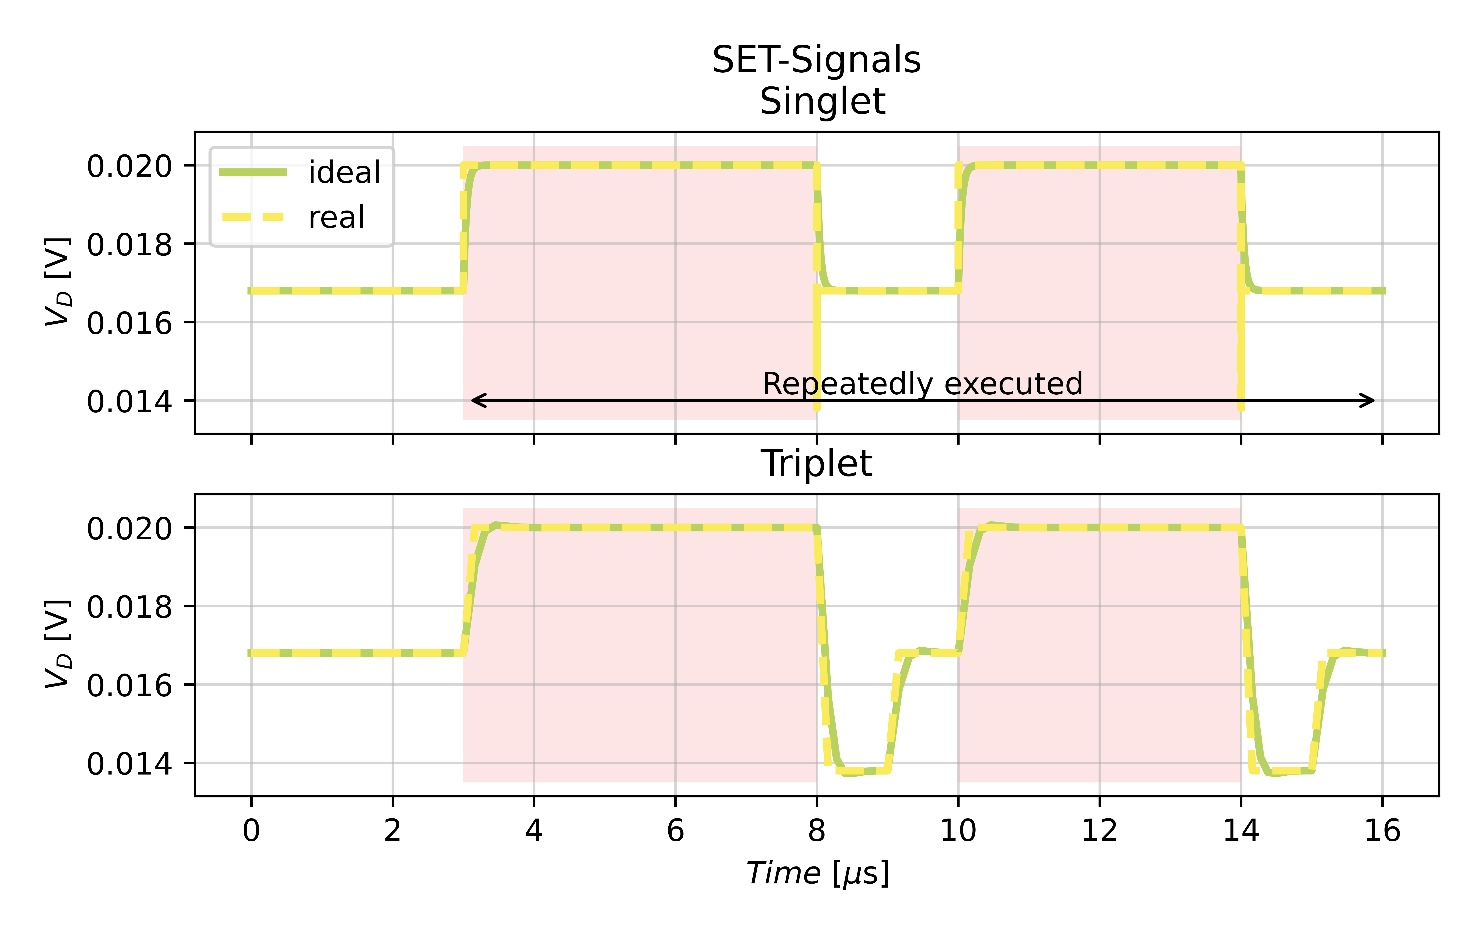 SET-Signals
Singlet
0.020
0.018
0.016
0.014
V_D [V]
ideal
real
Repeatedly executed
Triplet
0.020
0.018
0.016
0.014
V_D [V]
0 2 4 6 8 10 12 14 16
Time [μs]